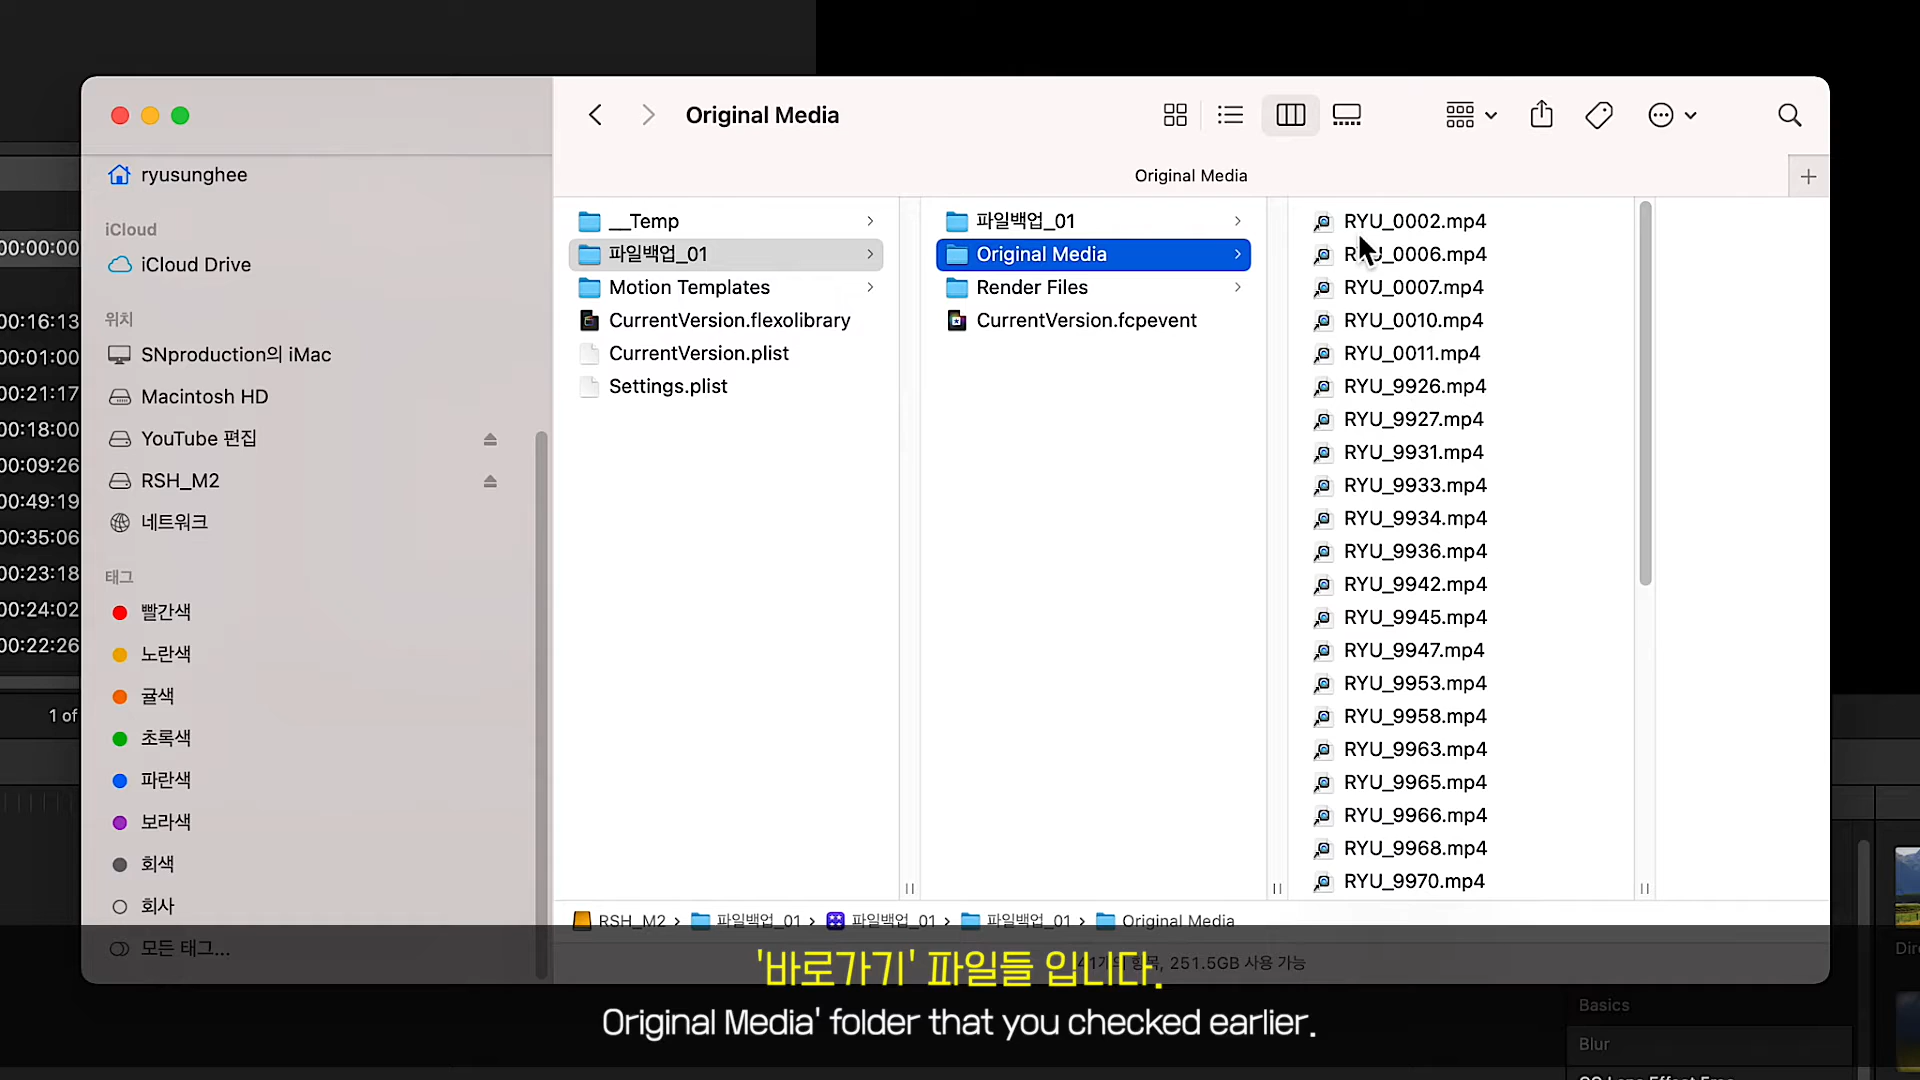 Original Media
Original Media
ryusunghee
iCloud
iCloud Drive
위치
SNproduction의 iMac
Macintosh HD
YouTube 편집
RSH_M2
네트워크
태그
빨간색
노란색
귤색
초록색
파란색
보라색
회색
회사
모든 태그...
__Temp
파일백업_01
Motion Templates
CurrentVersion.flexolibrary
CurrentVersion.plist
Settings.plist
파일백업_01
Original Media
Render Files
CurrentVersion.fcpevent
RYU_0002.mp4
RYU_0006.mp4
RYU_0007.mp4
RYU_0010.mp4
RYU_0011.mp4
RYU_9926.mp4
RYU_9927.mp4
RYU_9931.mp4
RYU_9933.mp4
RYU_9934.mp4
RYU_9936.mp4
RYU_9942.mp4
RYU_9945.mp4
RYU_9947.mp4
RYU_9953.mp4
RYU_9958.mp4
RYU_9963.mp4
RYU_9965.mp4
RYU_9966.mp4
RYU_9968.mp4
RYU_9970.mp4
RSH_M2 › 파일백업_01 › 파일백업_01 › 파일백업_01 › Original Media
41개의 항목, 251.5GB 사용 가능
00:00:00
00:16:13
00:01:00
00:21:17
00:18:00
00:09:26
00:49:19
00:35:06
00:23:18
00:24:02
00:22:26
1 of
Basics
Blur
'바로가기' 파일들 입니다.
Original Media' folder that you checked earlier.